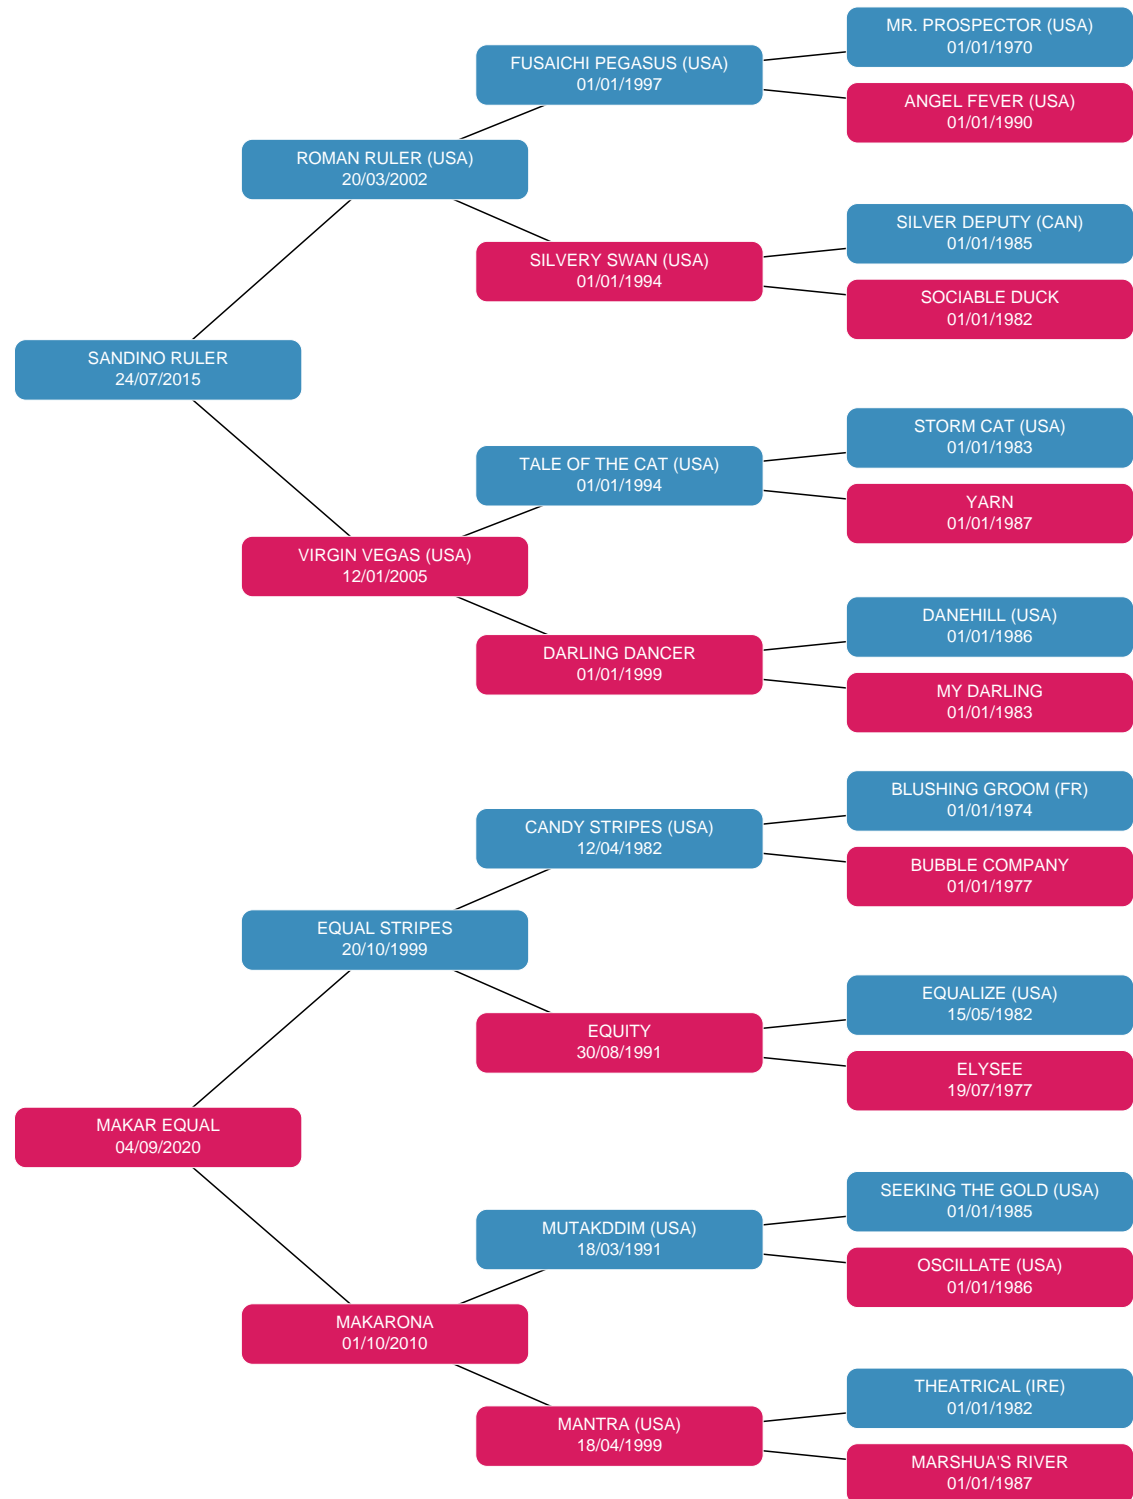 MR. PROSPECTOR (USA)
01/01/1970
FUSAICHI PEGASUS (USA)
01/01/1997
ANGEL FEVER (USA)
01/01/1990
ROMAN RULER (USA)
20/03/2002
SILVER DEPUTY (CAN)
01/01/1985
SILVERY SWAN (USA)
01/01/1994
SOCIABLE DUCK
01/01/1982
SANDINO RULER
24/07/2015
STORM CAT (USA)
01/01/1983
TALE OF THE CAT (USA)
01/01/1994
YARN
01/01/1987
VIRGIN VEGAS (USA)
12/01/2005
DANEHILL (USA)
01/01/1986
DARLING DANCER
01/01/1999
MY DARLING
01/01/1983
BLUSHING GROOM (FR)
01/01/1974
CANDY STRIPES (USA)
12/04/1982
BUBBLE COMPANY
01/01/1977
EQUAL STRIPES
20/10/1999
EQUALIZE (USA)
15/05/1982
EQUITY
30/08/1991
ELYSEE
19/07/1977
MAKAR EQUAL
04/09/2020
SEEKING THE GOLD (USA)
01/01/1985
MUTAKDDIM (USA)
18/03/1991
OSCILLATE (USA)
01/01/1986
MAKARONA
01/10/2010
THEATRICAL (IRE)
01/01/1982
MANTRA (USA)
18/04/1999
MARSHUA'S RIVER
01/01/1987